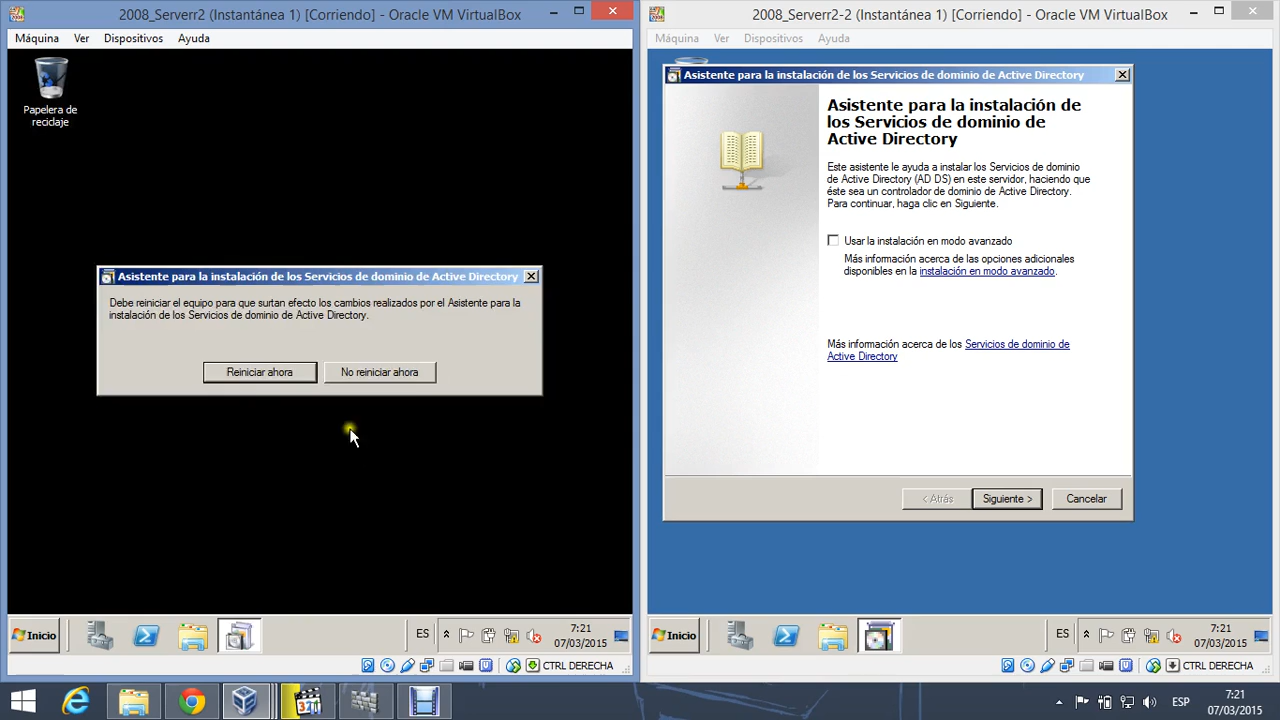 2008_Serverr2 (Instantánea 1) [Corriendo] - Oracle VM VirtualBox
Máquina Ver Dispositivos Ayuda
Papelera de
reciclaje
Asistente para la instalación de los Servicios de dominio de Active Directory
Debe reiniciar el equipo para que surtan efecto los cambios realizados por el Asistente para la
instalación de los Servicios de dominio de Active Directory.
Reiniciar ahora No reiniciar ahora
Inicio ES 7:21
07/03/2015
CTRL DERECHA
2008_Serverr2-2 (Instantánea 1) [Corriendo] - Oracle VM VirtualBox
Máquina Ver Dispositivos Ayuda
Asistente para la instalación de los Servicios de dominio de Active Directory
Asistente para la instalación de
los Servicios de dominio de
Active Directory
Este asistente le ayuda a instalar los Servicios de dominio
de Active Directory (AD DS) en este servidor, haciendo que
éste sea un controlador de dominio de Active Directory.
Para continuar, haga clic en Siguiente.
Usar la instalación en modo avanzado
Más información acerca de las opciones adicionales
disponibles en la instalación en modo avanzado.
Más información acerca de los Servicios de dominio de
Active Directory
< Atrás Siguiente > Cancelar
Inicio ES 7:21
07/03/2015
CTRL DERECHA
321
ESP 7:21
07/03/2015